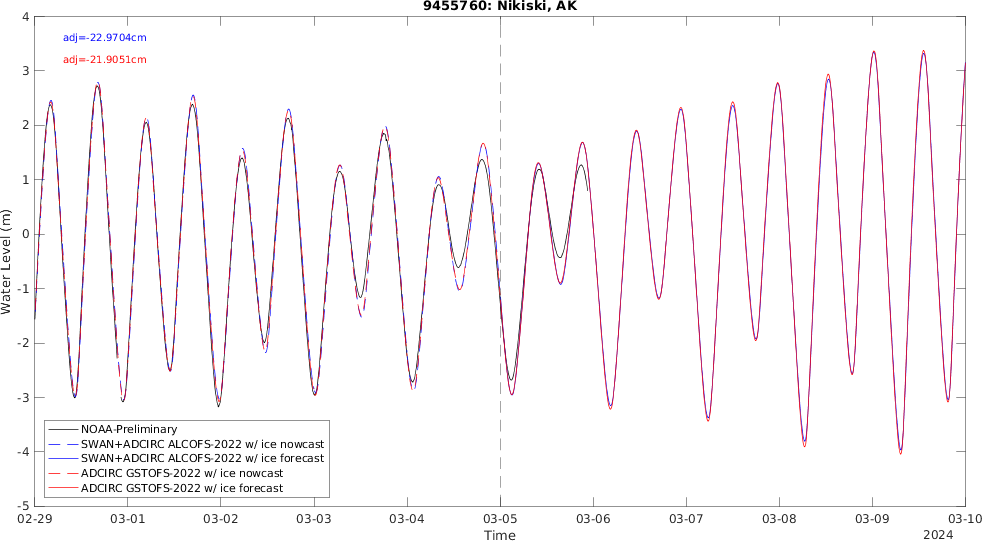 9455760: Nikiski, AK
adj=-22.9704cm
adj=-21.9051cm
4
3
2
1
0
-1
-2
-3
-4
-5
Water Level (m)
NOAA-Preliminary
SWAN+ADCIRC ALCOFS-2022 w/ ice nowcast
SWAN+ADCIRC ALCOFS-2022 w/ ice forecast
ADCIRC GSTOFS-2022 w/ ice nowcast
ADCIRC GSTOFS-2022 w/ ice forecast
02-29 03-01 03-02 03-03 03-04 03-05 03-06 03-07 03-08 03-09 03-10
Time
2024